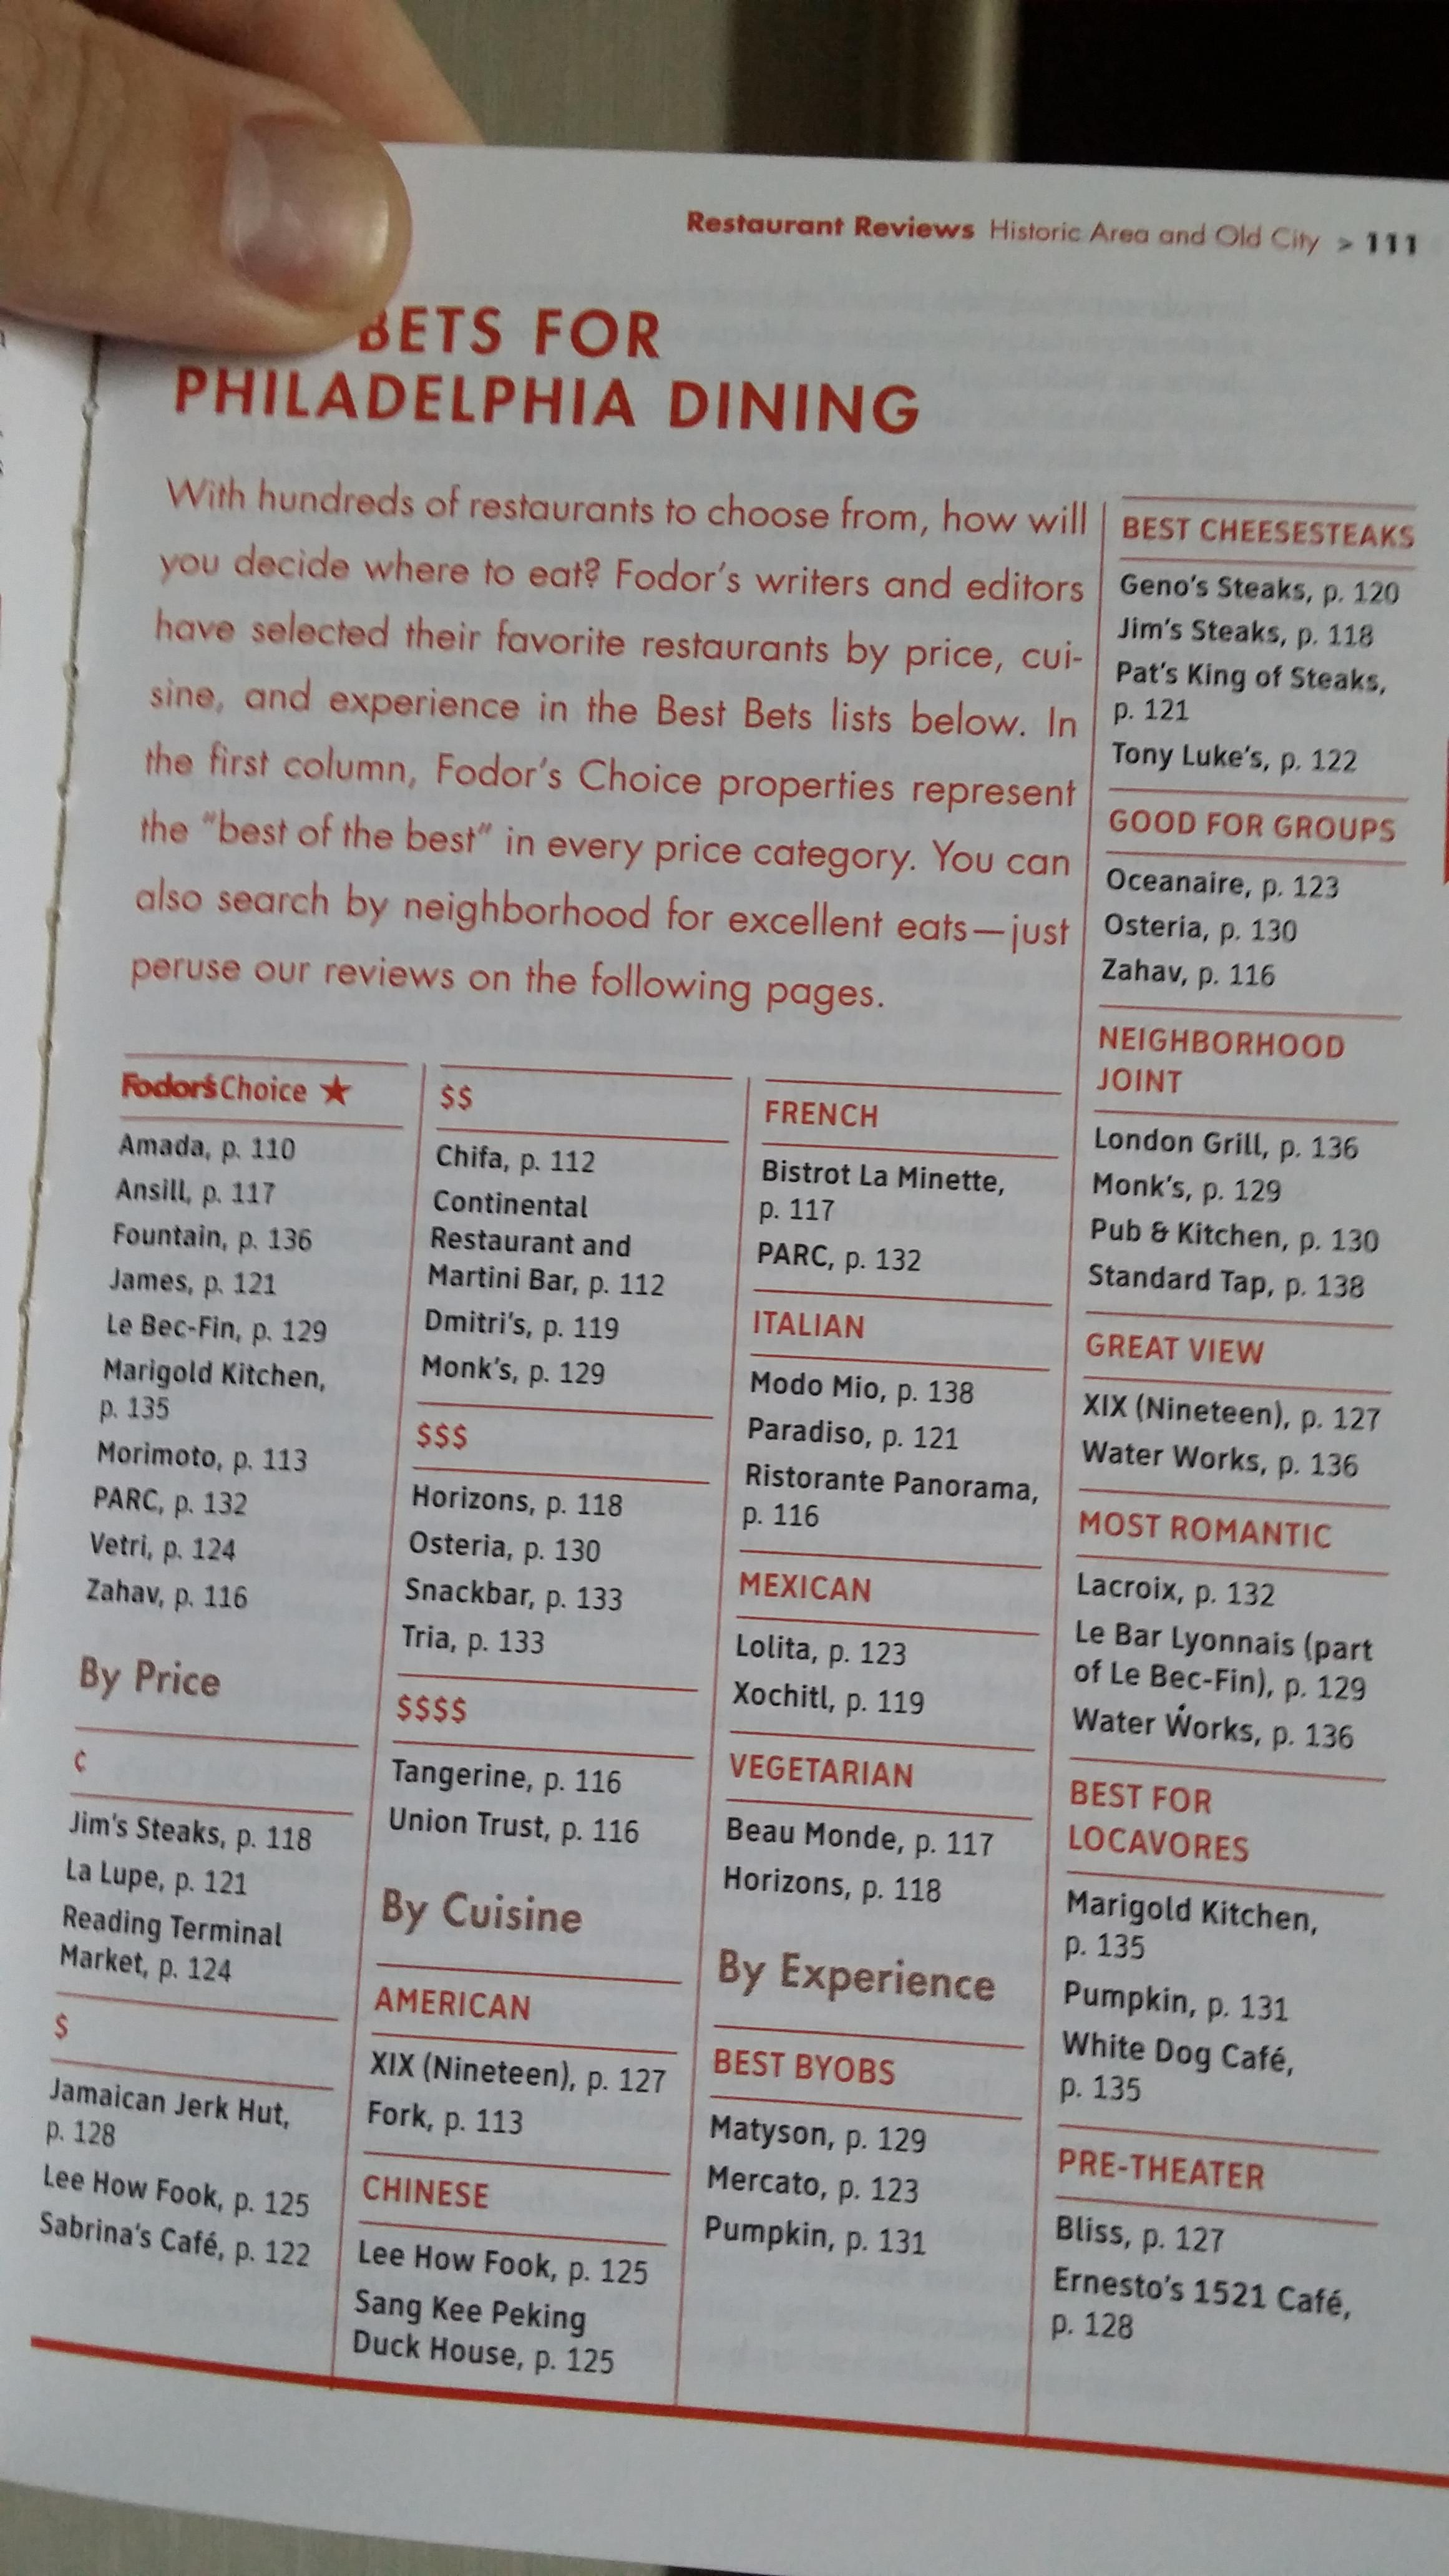 Restaurant Reviews Historic Area and Old City > 111
BETS FOR
PHILADELPHIA DINING
With hundreds of restaurants to choose from, how will
you decide where to eat? Fodor's writers and editors
have selected their favorite restaurants by price, cui-
sine, and experience in the Best Bets lists below. In
the first column, Fodor's Choice properties represent
the "best of the best" in every price category. You can
also search by neighborhood for excellent eats—just
peruse our reviews on the following pages.
Fodor's Choice ★
Amada, p. 110
Ansill, p. 117
Fountain, p. 136
James, p. 121
Le Bec-Fin, p. 129
Marigold Kitchen,
p. 135
Morimoto, p. 113
PARC, p. 132
Vetri, p. 124
Zahav, p. 116
By Price
¢
Jim's Steaks, p. 118
La Lupe, p. 121
Reading Terminal
Market, p. 124
$
Jamaican Jerk Hut,
p. 128
Lee How Fook, p. 125
Sabrina's Café, p. 122
$$
Chifa, p. 112
Continental
Restaurant and
Martini Bar, p. 112
Dmitri's, p. 119
Monk's, p. 129
$$$
Horizons, p. 118
Osteria, p. 130
Snackbar, p. 133
Tria, p. 133
$$$$
Tangerine, p. 116
Union Trust, p. 116
By Cuisine
AMERICAN
XIX (Nineteen), p. 127
Fork, p. 113
CHINESE
Lee How Fook, p. 125
Sang Kee Peking
Duck House, p. 125
FRENCH
Bistrot La Minette,
p. 117
PARC, p. 132
ITALIAN
Modo Mio, p. 138
Paradiso, p. 121
Ristorante Panorama,
p. 116
MEXICAN
Lolita, p. 123
Xochitl, p. 119
VEGETARIAN
Beau Monde, p. 117
Horizons, p. 118
By Experience
BEST BYOBS
Matyson, p. 129
Mercato, p. 123
Pumpkin, p. 131
BEST CHEESESTEAKS
Geno's Steaks, p. 120
Jim's Steaks, p. 118
Pat's King of Steaks,
p. 121
Tony Luke's, p. 122
GOOD FOR GROUPS
Oceanaire, p. 123
Osteria, p. 130
Zahav, p. 116
NEIGHBORHOOD
JOINT
London Grill, p. 136
Monk's, p. 129
Pub & Kitchen, p. 130
Standard Tap, p. 138
GREAT VIEW
XIX (Nineteen), p. 127
Water Works, p. 136
MOST ROMANTIC
Lacroix, p. 132
Le Bar Lyonnais (part
of Le Bec-Fin), p. 129
Water Works, p. 136
BEST FOR
LOCAVORES
Marigold Kitchen,
p. 135
Pumpkin, p. 131
White Dog Café,
p. 135
PRE-THEATER
Bliss, p. 127
Ernesto's 1521 Café,
p. 128